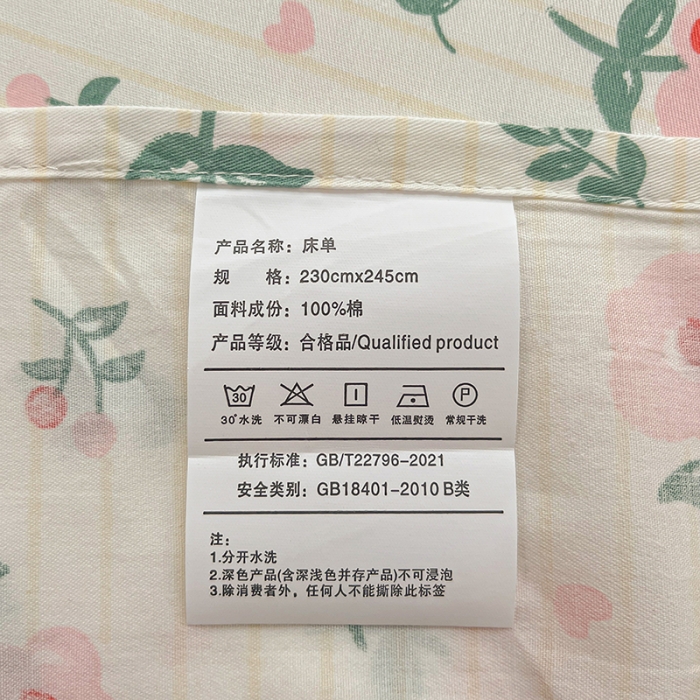 产品名称：床单
规 格：230cmx245cm
面料成份：100%棉
产品等级：合格品/Qualified product
30 P
30°水洗 不可漂白 悬挂晾干 低温熨烫 常规干洗
执行标准：GB/T22796-2021
安全类别：GB18401-2010 B类
注：
1.分开水洗
2.深色产品(含深浅色并存产品)不可浸泡
3.除消费者外，任何人不能撕除此标签